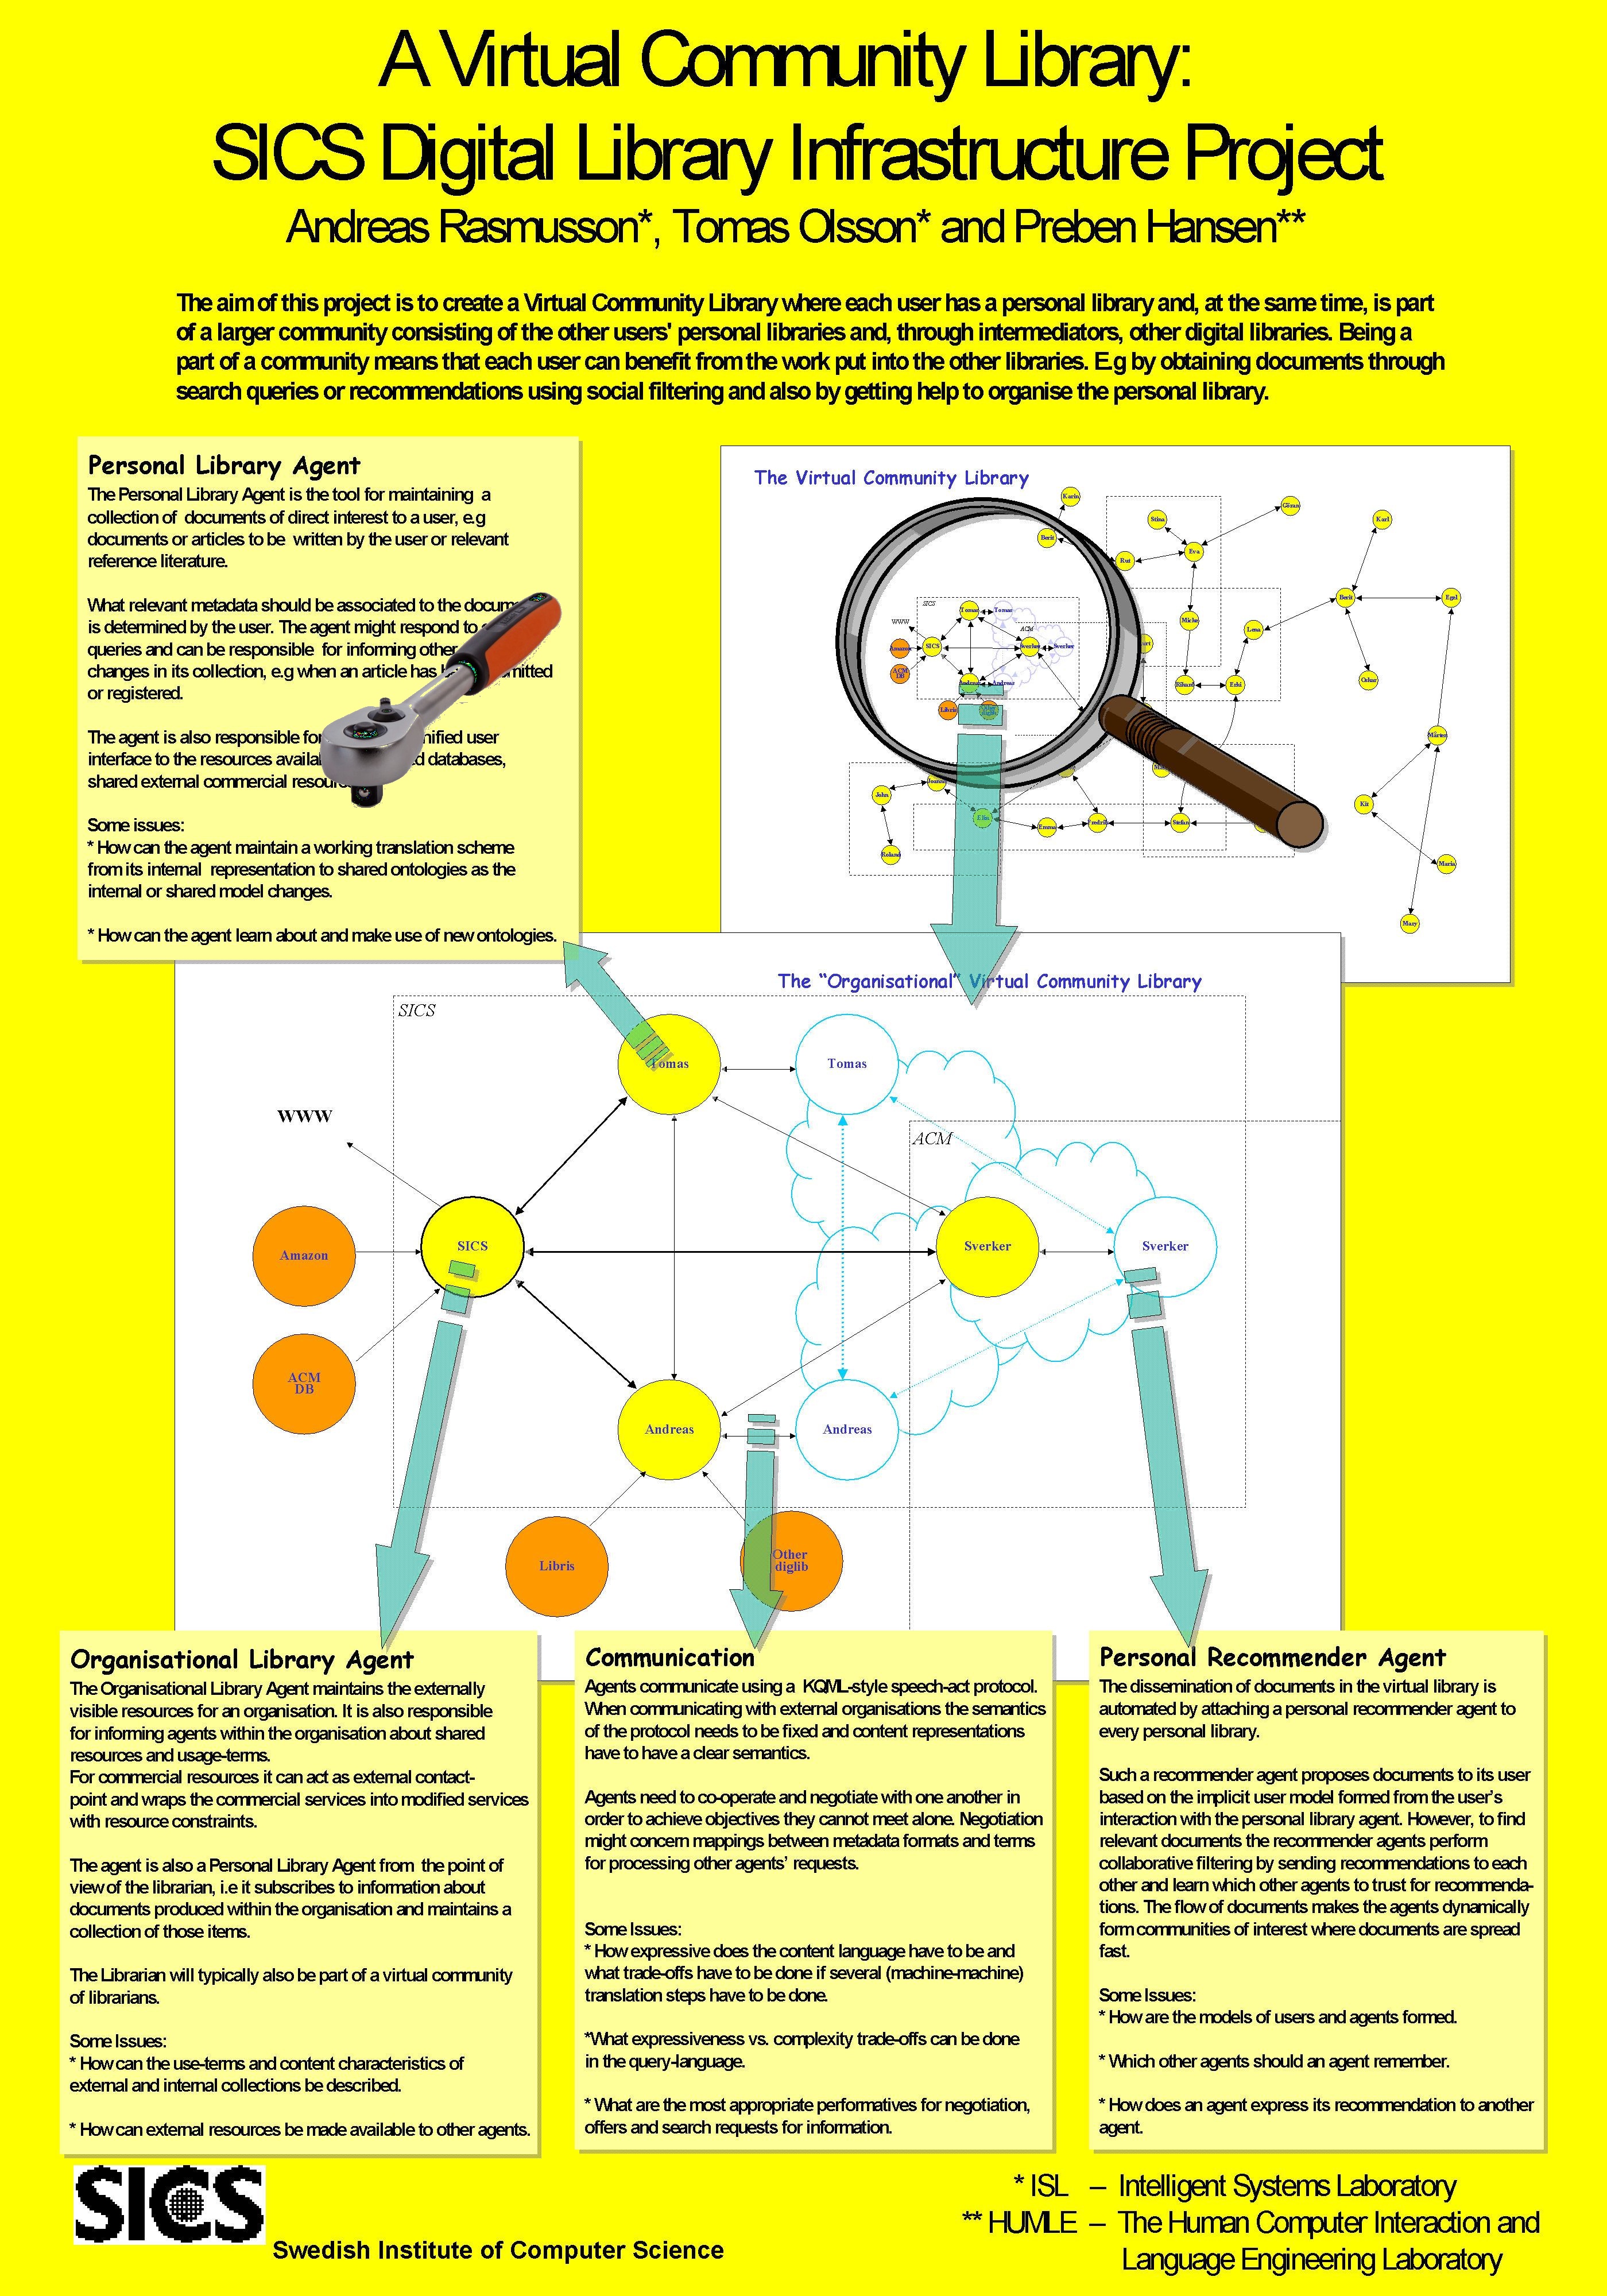 A Virtual Community Library:
SICS Digital Library Infrastructure Project
Andreas Rasmusson*, Tomas Olsson* and Preben Hansen**
The aim of this project is to create a Virtual Community Library where each user has a personal library and, at the same time, is part
of a larger community consisting of the other users' personal libraries and, through intermediators, other digital libraries. Being a
part of a community means that each user can benefit from the work put into the other libraries. E.g by obtaining documents through
search queries or recommendations using social filtering and also by getting help to organise the personal library.
Personal Library Agent
The Personal Library Agent is the tool for maintaining a
collection of documents of direct interest to a user, e.g
documents or articles to be written by the user or relevant
reference literature.
What relevant metadata should be associated to the
is determined by the user. The agent might respond to
queries and can be responsible for informing other
changes in its collection, e.g when an article has
or registered.
The agent is also responsible for user
interface to the resources databases,
shared external commercial
Some issues:
* How can the agent maintain a working translation scheme
from its internal representation to shared ontologies as the
internal or shared model changes.
* How can the agent learn about and make use of new ontologies.
The Virtual Community Library
Karin
Berit
Stina
Göran
Rut
Eva
Karl
Berit
Egel
Lena
Oskar
Erki
Rikard
Mårten
Kit
Maria
Mary
SICS
WWW
Tomas
Tomas
ACM
Amazon
SICS
Sverker
Sverker
ACM
DB
Andreas
Andreas
Libris
John
Joanna
Roland
Elin
Emma
Fredrik
Stefan
The “Organisational” Virtual Community Library
SICS
Tomas
Tomas
WWW
ACM
Amazon
SICS
Sverker
Sverker
ACM
DB
Andreas
Andreas
Libris
Other
diglib
Organisational Library Agent
The Organisational Library Agent maintains the externally
visible resources for an organisation. It is also responsible
for informing agents within the organisation about shared
resources and usage-terms.
For commercial resources it can act as external contact-
point and wraps the commercial services into modified services
with resource constraints.
The agent is also a Personal Library Agent from the point of
view of the librarian, i.e it subscribes to information about
documents produced within the organisation and maintains a
collection of those items.
The Librarian will typically also be part of a virtual community
of librarians.
Some Issues:
* How can the use-terms and content characteristics of
external and internal collections be described.
* How can external resources be made available to other agents.
Communication
Agents communicate using a KQML-style speech-act protocol.
When communicating with external organisations the semantics
of the protocol needs to be fixed and content representations
have to have a clear semantics.
Agents need to co-operate and negotiate with one another in
order to achieve objectives they cannot meet alone. Negotiation
might concern mappings between metadata formats and terms
for processing other agents’ requests.
Some Issues:
* How expressive does the content language have to be and
what trade-offs have to be done if several (machine-machine)
translation steps have to be done.
*What expressiveness vs. complexity trade-offs can be done
in the query-language.
* What are the most appropriate performatives for negotiation,
offers and search requests for information.
Personal Recommender Agent
The dissemination of documents in the virtual library is
automated by attaching a personal recommender agent to
every personal library.
Such a recommender agent proposes documents to its user
based on the implicit user model formed from the user’s
interaction with the personal library agent. However, to find
relevant documents the recommender agents perform
collaborative filtering by sending recommendations to each
other and learn which other agents to trust for recommenda-
tions. The flow of documents makes the agents dynamically
form communities of interest where documents are spread
fast.
Some Issues:
* How are the models of users and agents formed.
* Which other agents should an agent remember.
* How does an agent express its recommendation to another
agent.
SICS
Swedish Institute of Computer Science
* ISL – Intelligent Systems Laboratory
** HUMLE – The Human Computer Interaction and
Language Engineering Laboratory